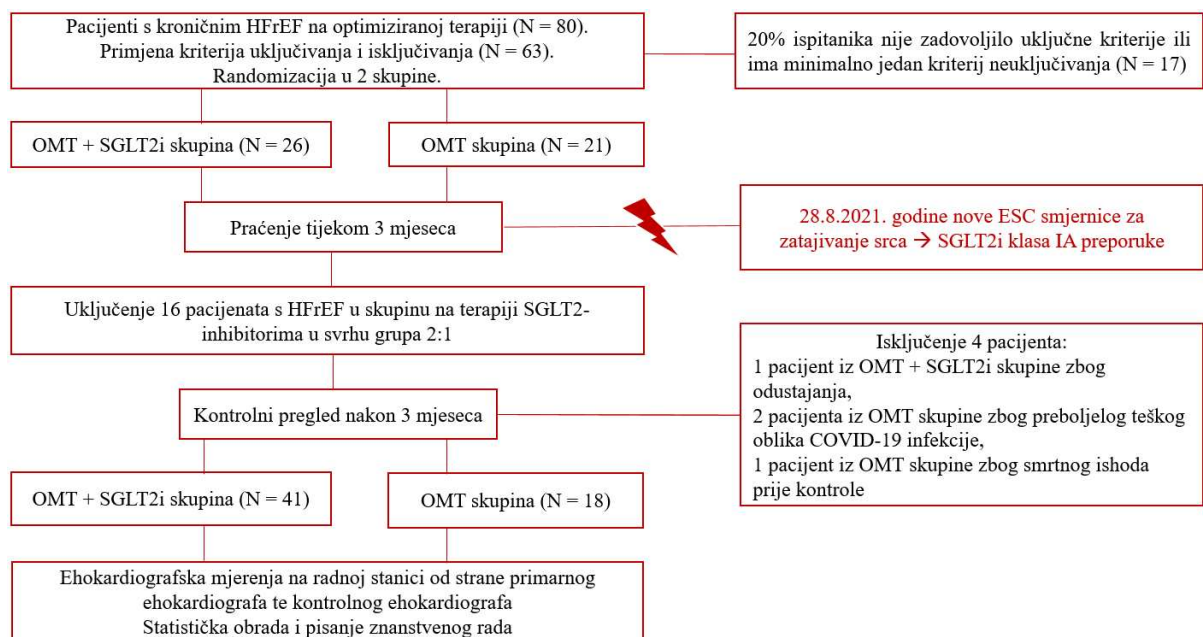 Pacijenti s kroničnim HFrEF na optimiziranoj terapiji (N = 80).
Primjena kriterija uključivanja i isključivanja (N = 63).
Randomizacija u 2 skupine.
20% ispitanika nije zadovoljilo uključne kriterije ili
ima minimalno jedan kriterij neuključivanja (N = 17)
OMT + SGLT2i skupina (N = 26)
OMT skupina (N = 21)
Praćenje tijekom 3 mjeseca
28.8.2021. godine nove ESC smjernice za
zatajivanje srca → SGLT2i klasa IA preporuke
Uključenje 16 pacijenata s HFrEF u skupinu na terapiji SGLT2-
inhibitorima u svrhu grupa 2:1
Isključenje 4 pacijenta:
1 pacijent iz OMT + SGLT2i skupine zbog
odustajanja,
2 pacijenta iz OMT skupine zbog preboljelog teškog
oblika COVID-19 infekcije,
1 pacijent iz OMT skupine zbog smrtnog ishoda
prije kontrole
Kontrolni pregled nakon 3 mjeseca
OMT + SGLT2i skupina (N = 41)
OMT skupina (N = 18)
Ehokardiografska mjerenja na radnoj stanici od strane primarnog
ehokardiografa te kontrolnog ehokardiografa
Statistička obrada i pisanje znanstvenog rada